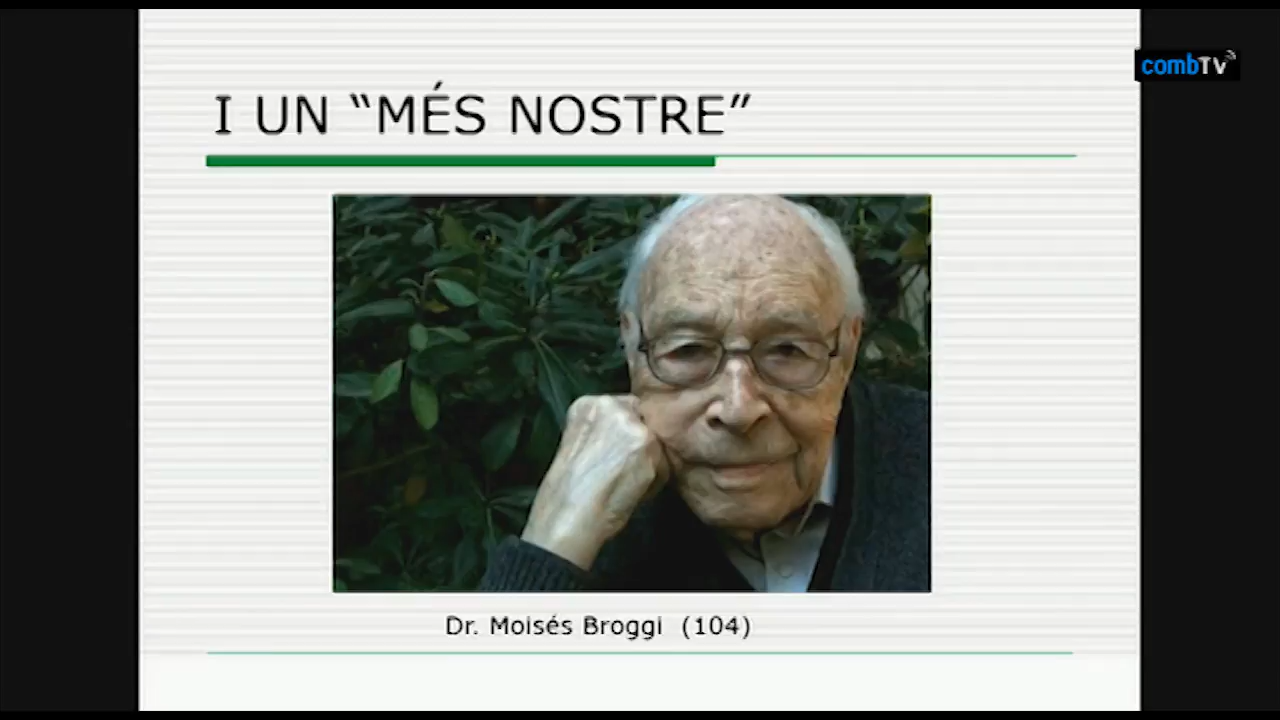 combTv
I UN “MÉS NOSTRE”
Dr. Moisés Broggi (104)